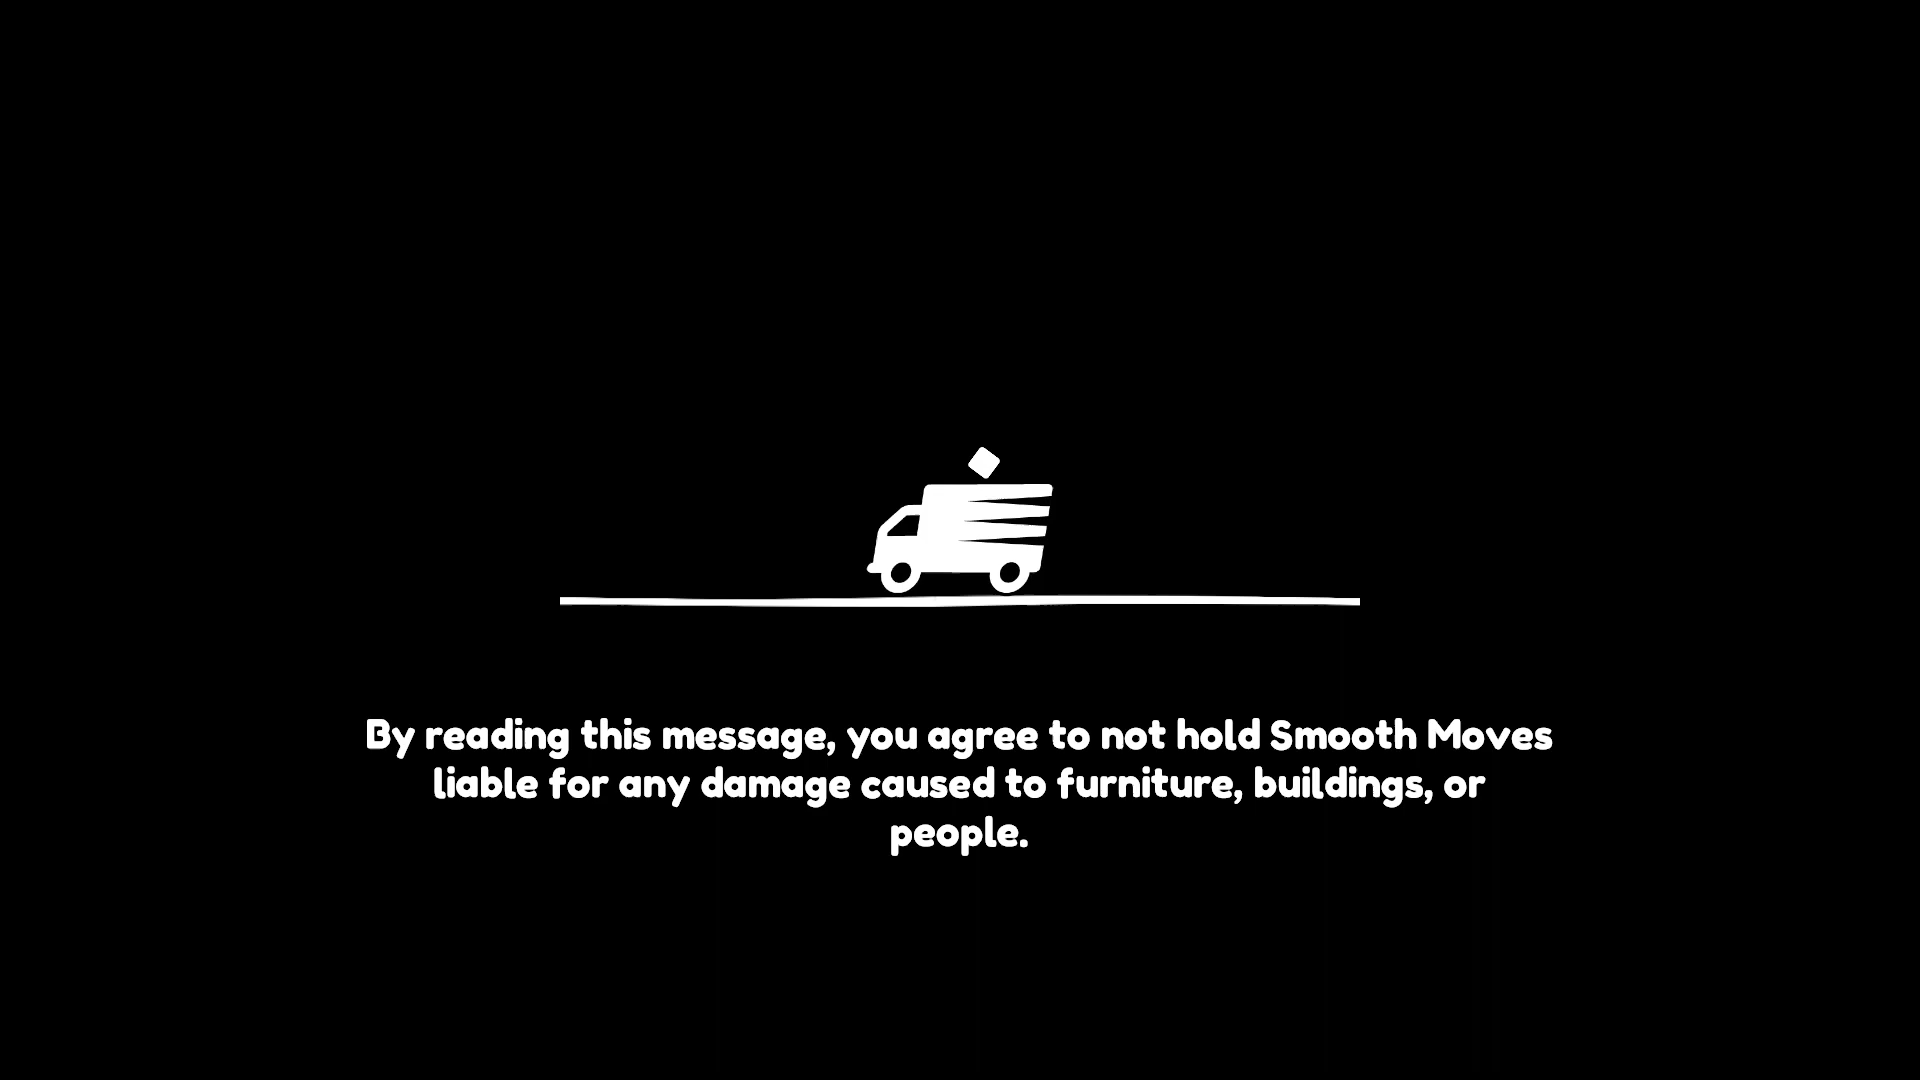 By reading this message, you agree to not hold Smooth Moves
liable for any damage caused to furniture, buildings, or
people.